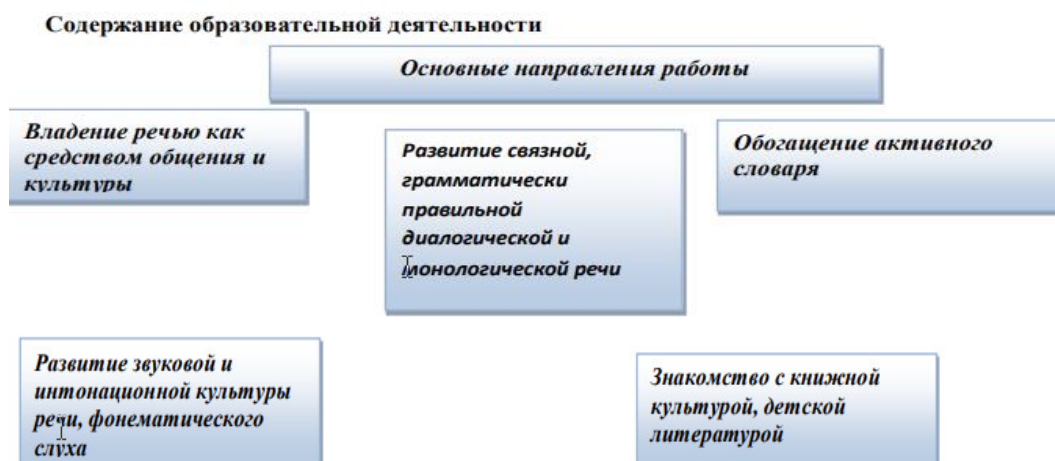 Содержание образовательной деятельности
Основные направления работы
Владение речью как
средством общения и
культуры
Развитие связной,
грамматически
правильной
диалогической и
монологической речи
Обогащение активного
словаря
Развитие звуковой и
интонационной культуры
речи, фонематического
слуха
Знакомство с книжной
культурой, детской
литературой